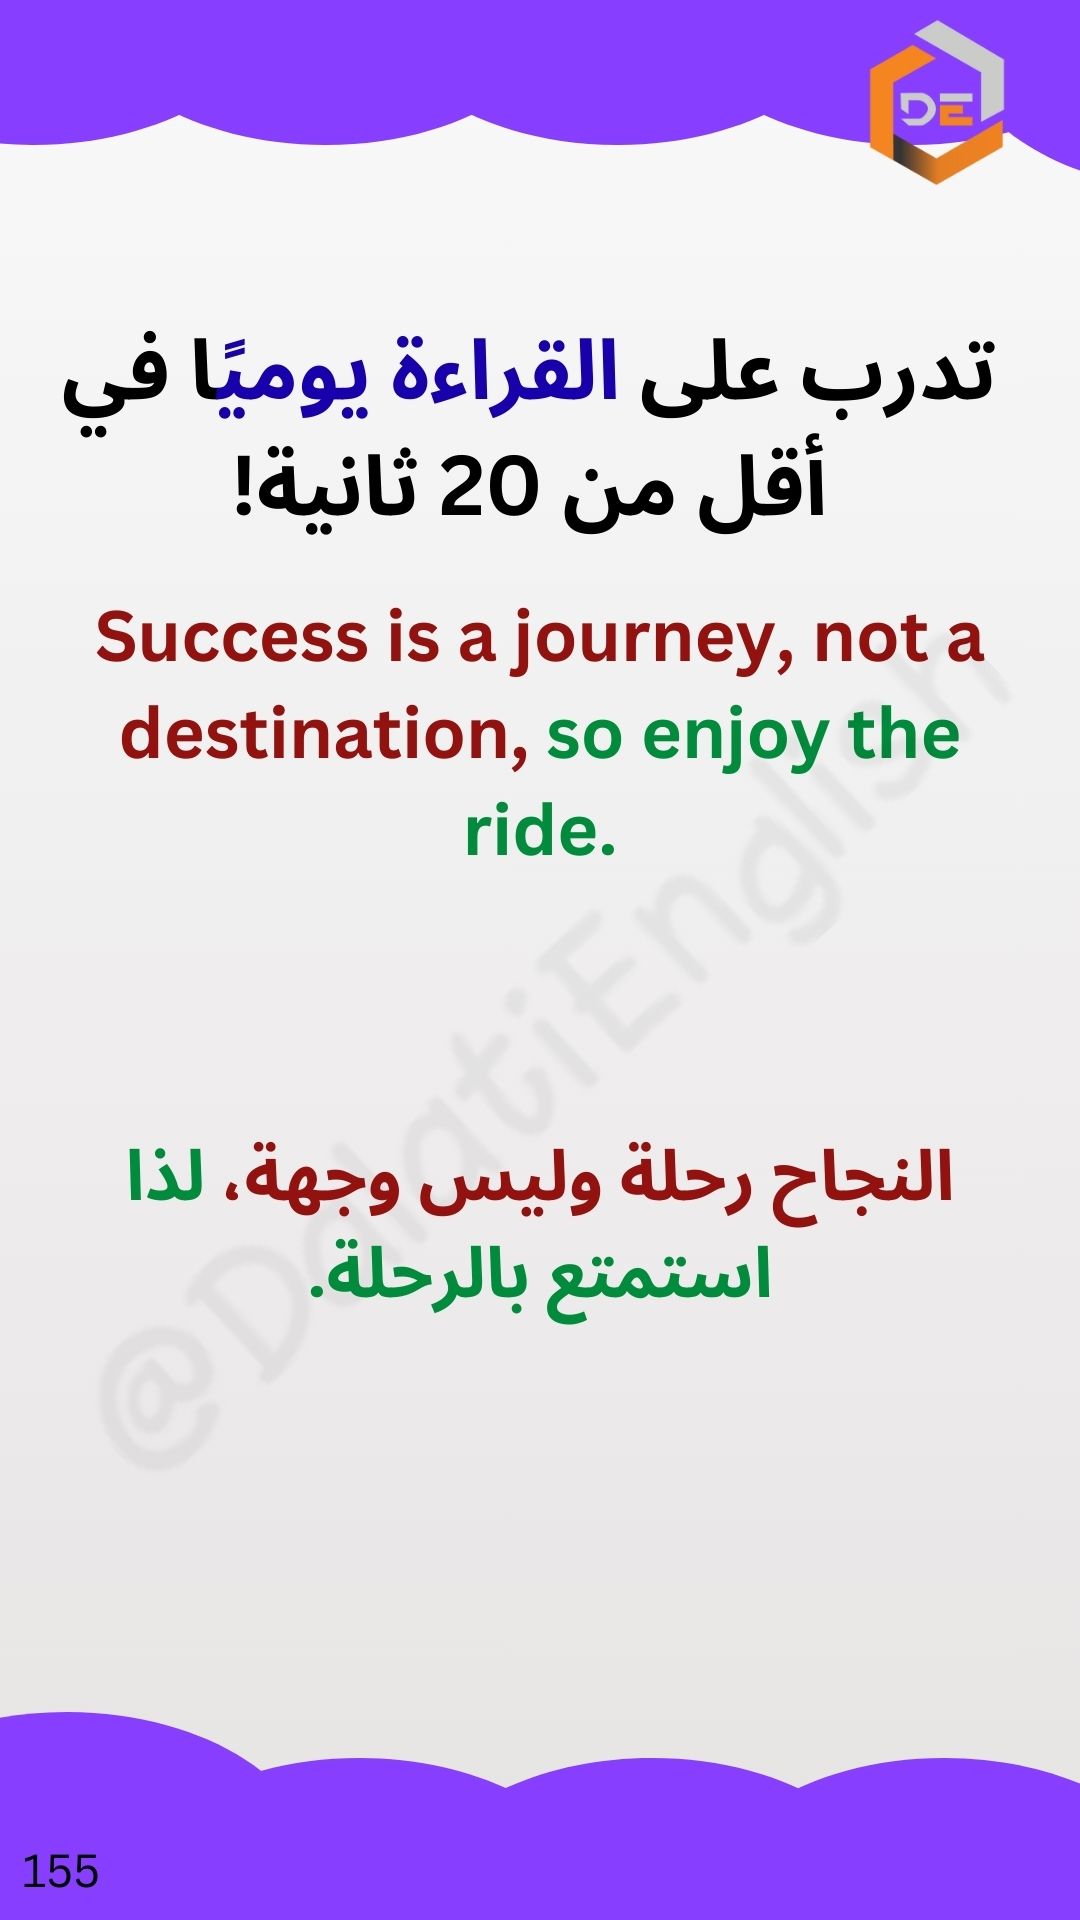 DE
تدرب على القراءة يوميًا في
أقل من 20 ثانية!
Success is a journey, not a
destination, so enjoy the
ride.
@DdatiEnglish
النجاح رحلة وليس وجهة، لذا
استمتع بالرحلة.
155